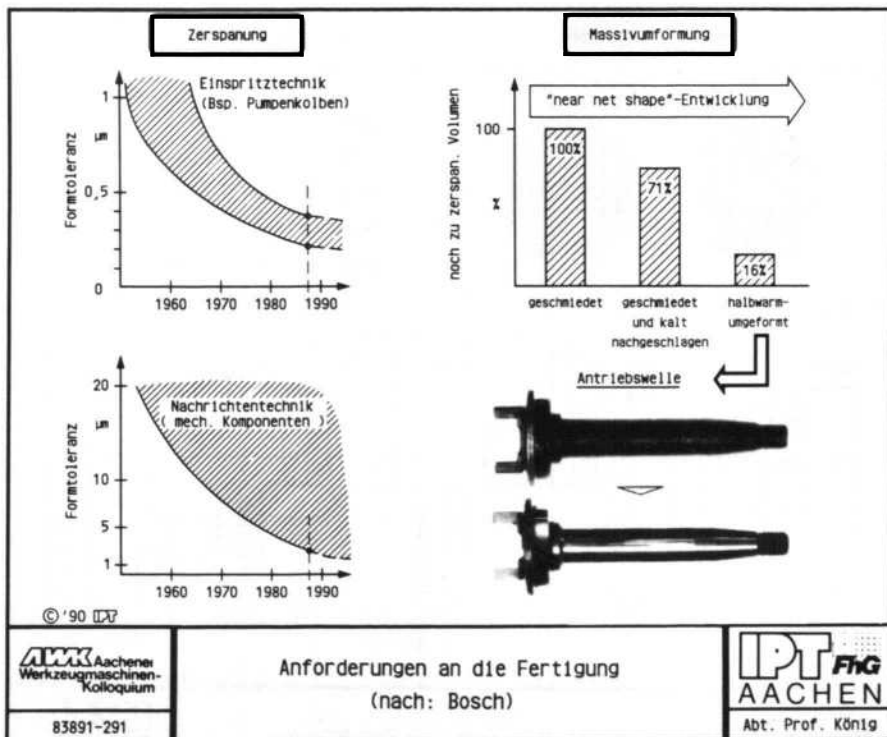 Zerspanung
Einspritztechnik
(Bsp. Pumpenkolben)
Formtoleranz
µm
1
0,5
0
1960 1970 1980 1990
Nachrichtentechnik
( mech. Komponenten )
Formtoleranz
µm
20
10
5
1
1960 1970 1980 1990
© '90 IPT
Massivumformung
"near net shape"-Entwicklung
noch zu zerspan. Volumen
%
100
100%
71%
16%
geschmiedet
geschmiedet
und kalt
nachgeschlagen
halbwarm-
umgeformt
Antriebswelle
AWK Aachener
Werkzeugmaschinen-
Kolloquium
83891-291
Anforderungen an die Fertigung
(nach: Bosch)
IPT FhG
AACHEN
Abt. Prof. König